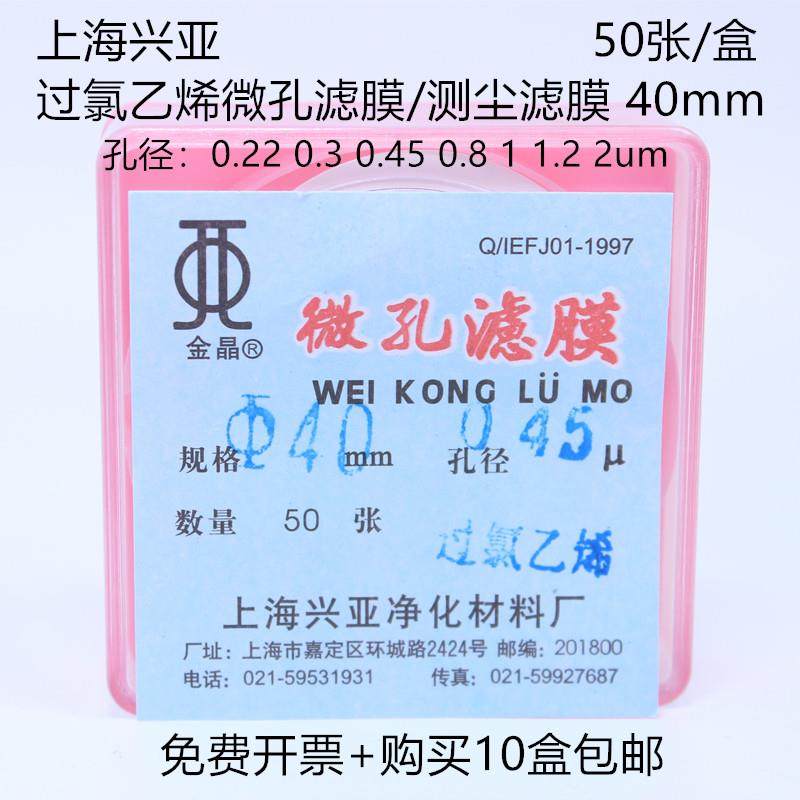 上海兴亚 50张/盒
过氯乙烯微孔滤膜/测尘滤膜 40mm
孔径：0.22 0.3 0.45 0.8 1 1.2 2um
Q/IEFJ01-1997
金晶®
微孔滤膜
WEI KONG LÜ MO
规格 Φ40 mm 孔径 0.45 μ
数量 50 张
过氯乙烯
上海兴亚净化材料厂
厂址：上海市嘉定区环城路2424号 邮编：201800
电话：021-59531931 传真：021-59927687
免费开票+购买10盒包邮